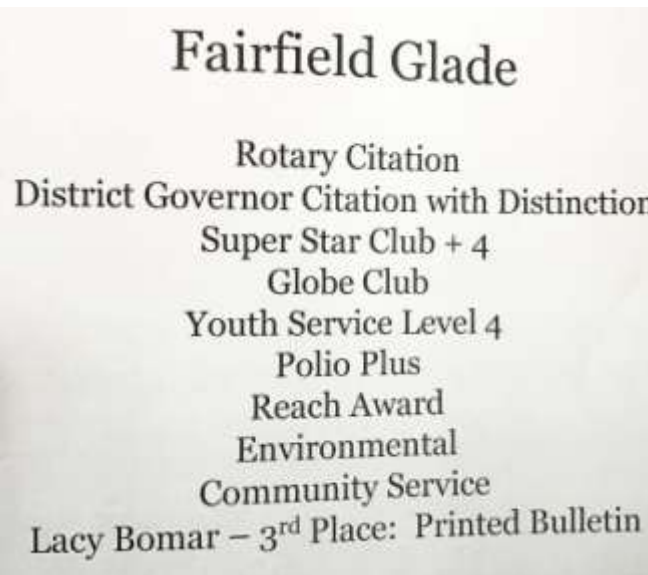 Fairfield Glade
Rotary Citation
District Governor Citation with Distinction
Super Star Club + 4
Globe Club
Youth Service Level 4
Polio Plus
Reach Award
Environmental
Community Service
Lacy Bomar – 3rd Place: Printed Bulletin